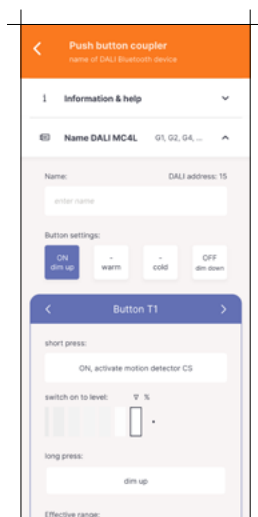 Push button coupler
name of DALI Bluetooth device
i Information & help
Name DALI MC4L G1, G2, G4, ...
Name: DALI address: 15
enter name
Button settings:
ON - - OFF
dim up warm cold dim down
Button T1
short press:
ON, activate motion detector CS
switch on to level: %
long press:
dim up
Effective range: